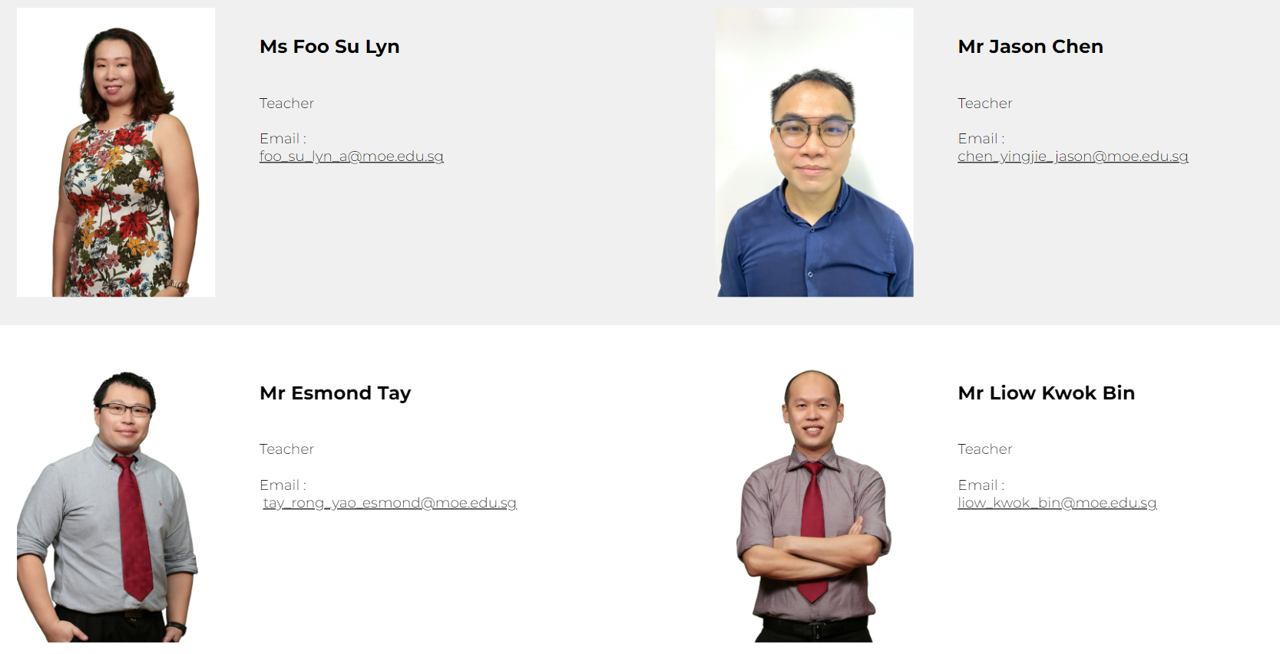 Ms Foo Su Lyn
Teacher
Email :
foo_su_lyn_a@moe.edu.sg
Mr Jason Chen
Teacher
Email :
chen_yingjie_jason@moe.edu.sg
Mr Esmond Tay
Teacher
Email :
tay_rong_yao_esmond@moe.edu.sg
Mr Liow Kwok Bin
Teacher
Email :
liow_kwok_bin@moe.edu.sg